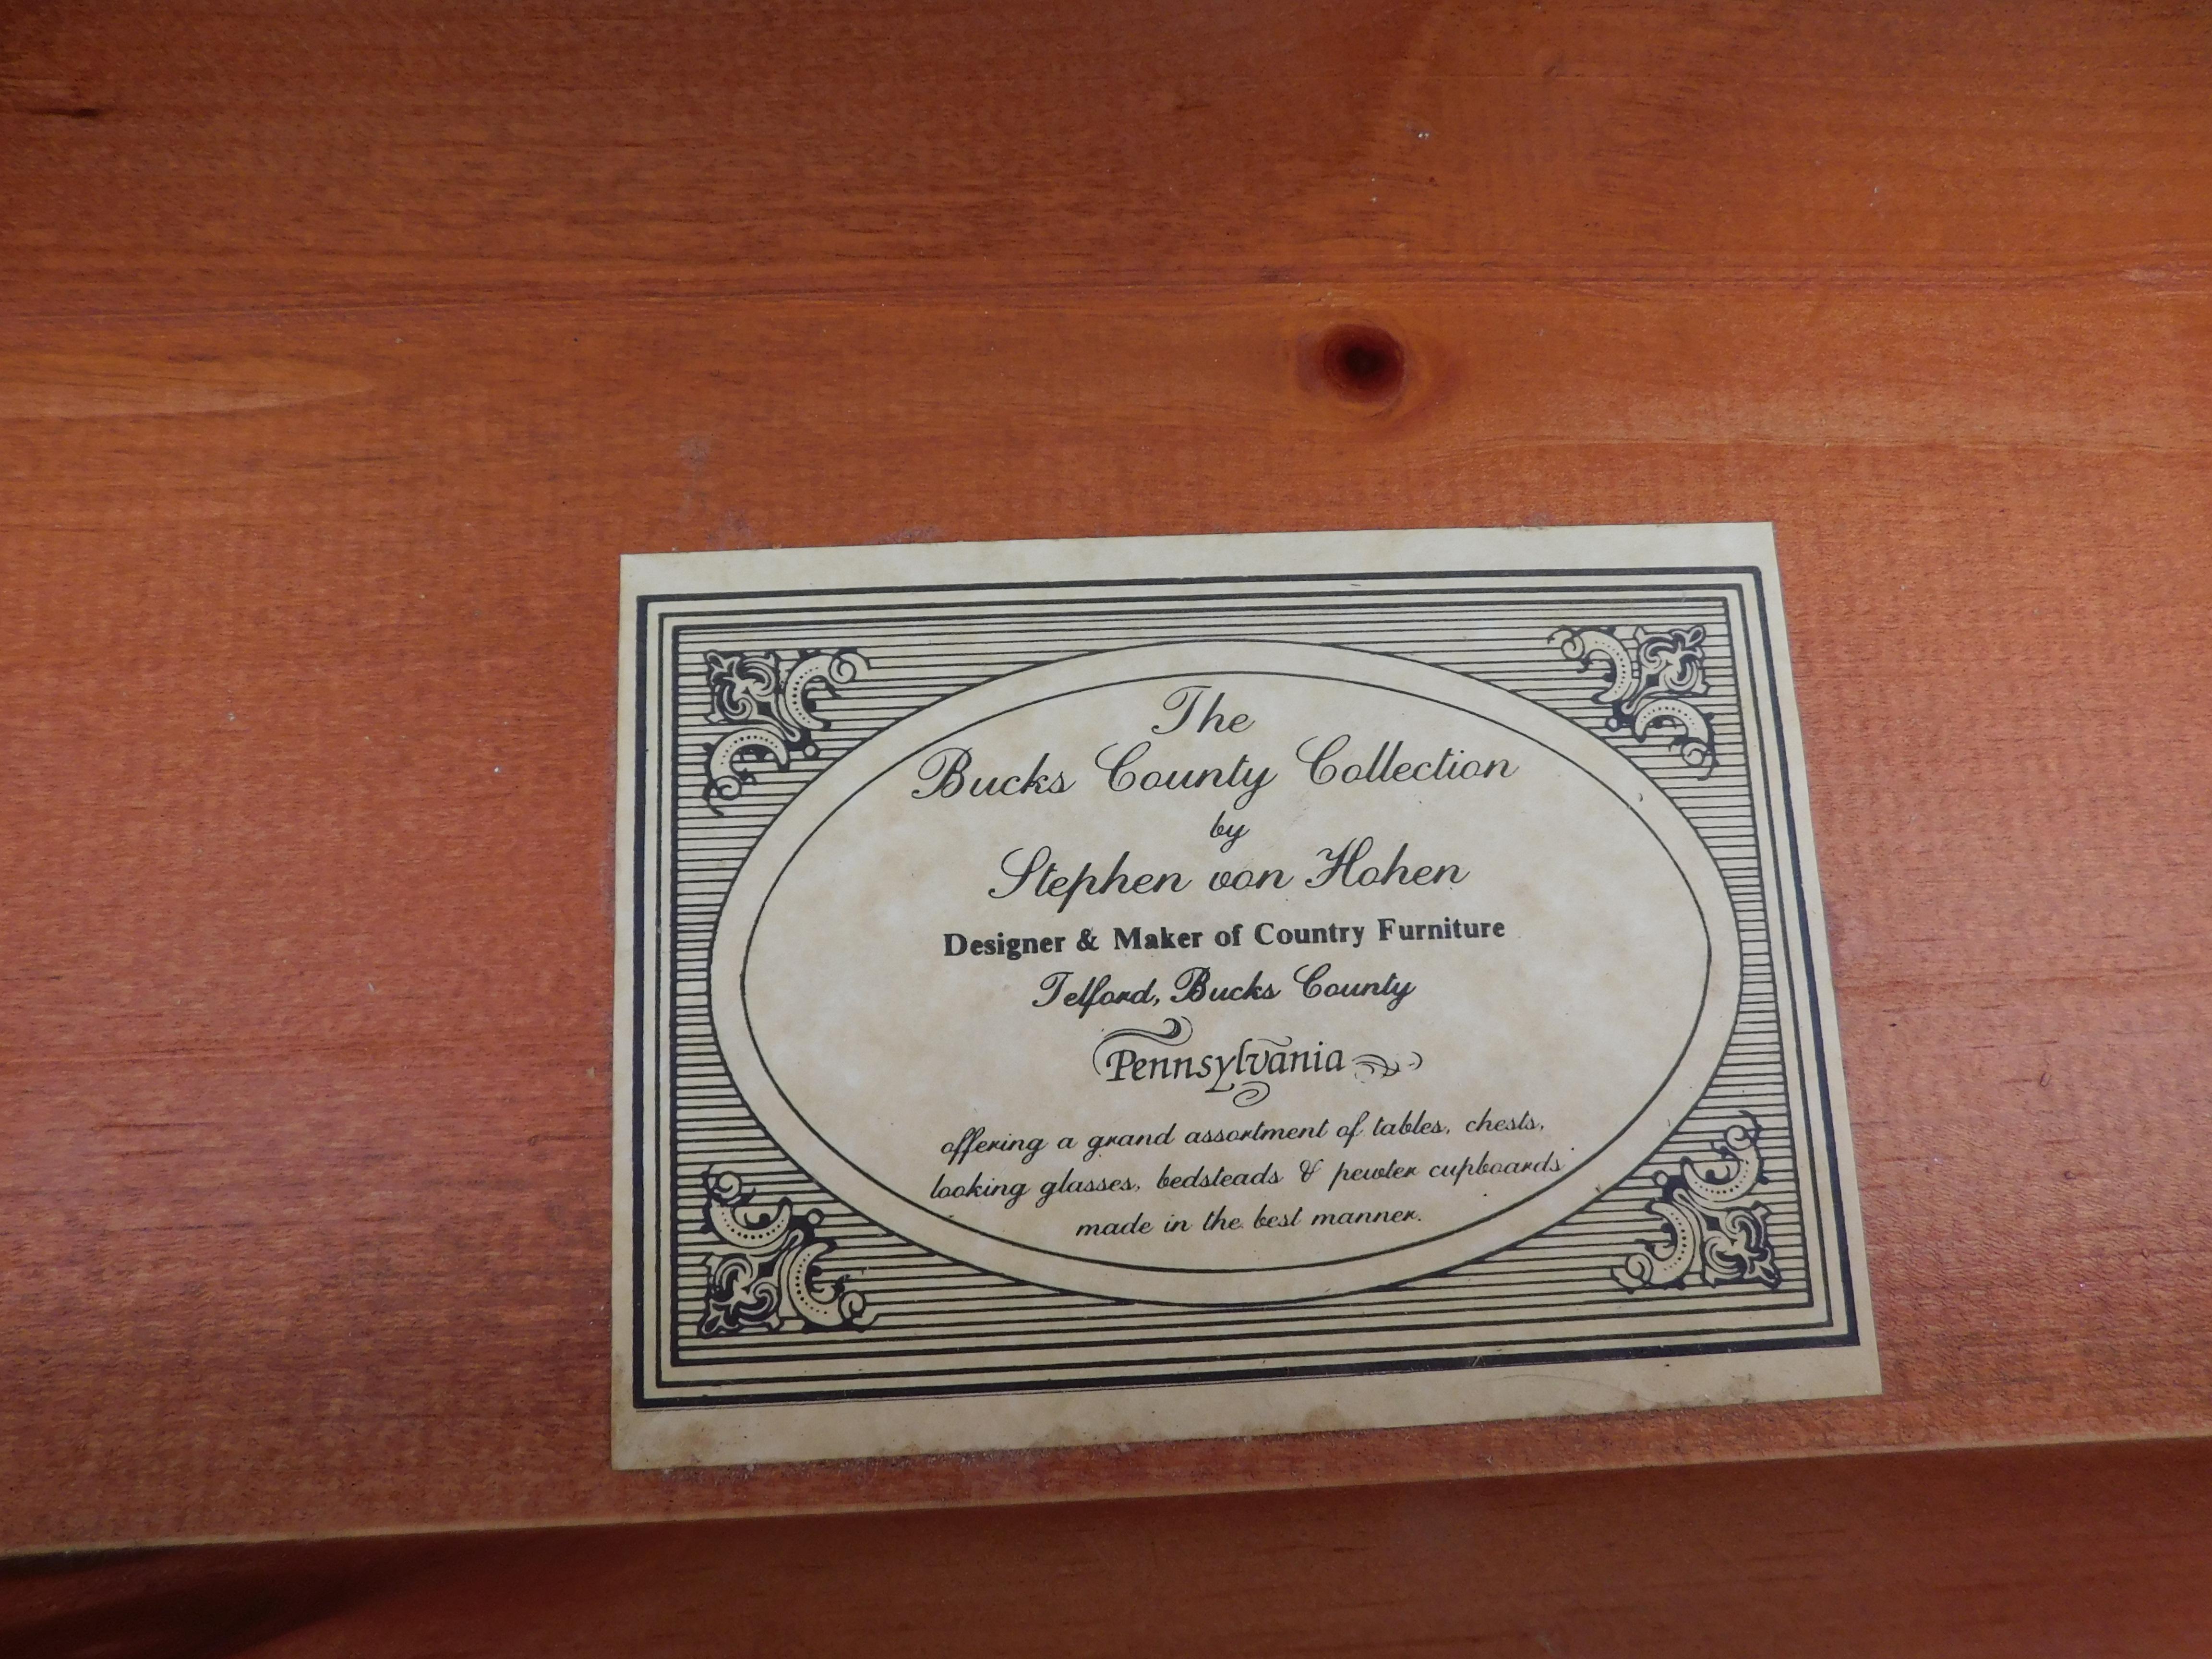 The
Bucks County Collection
by
Stephen von Hohen
Designer & Maker of Country Furniture
Telford, Bucks County
Pennsylvania
offering a grand assortment of tables, chests,
looking glasses, bedsteads & pewter cupboards
made in the best manner.